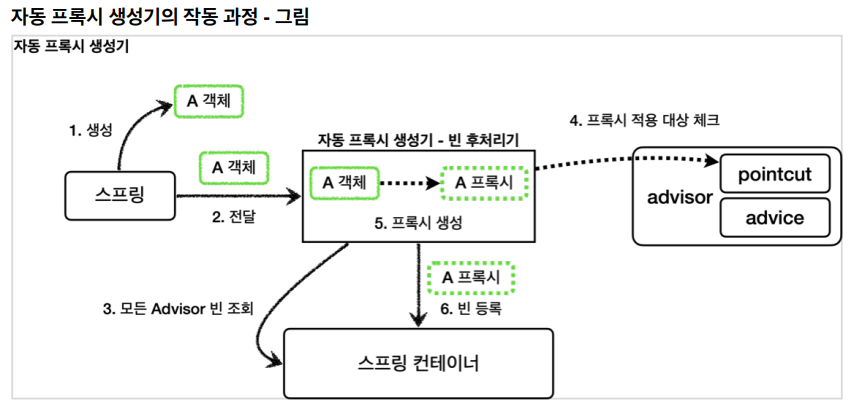 자동 프록시 생성기의 작동 과정 - 그림
자동 프록시 생성기
A 객체
1. 생성
4. 프록시 적용 대상 체크
자동 프록시 생성기 - 빈 후처리기
A 객체
스프링
2. 전달
A 객체
A 프록시
5. 프록시 생성
advisor
pointcut
advice
3. 모든 Advisor 빈 조회
A 프록시
6. 빈 등록
스프링 컨테이너